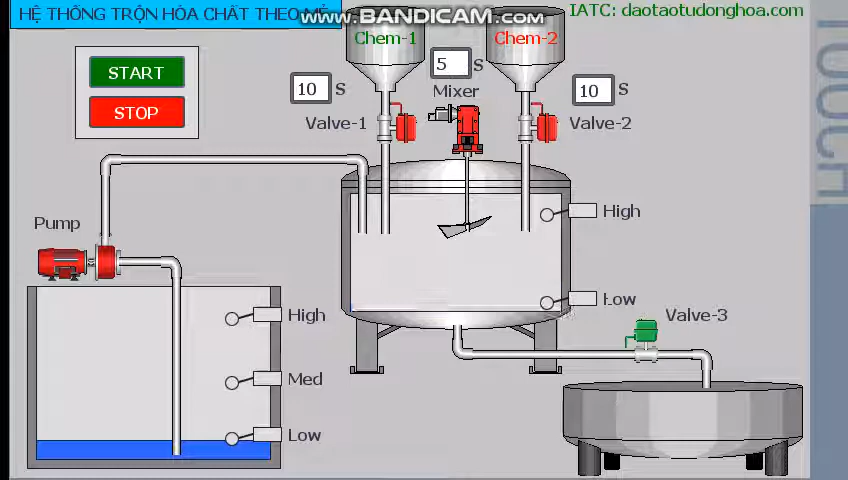 HỆ THỐNG TRỘN HÓA CHẤT THEO MẺ
www.BANDICAM.com
IATC: daotaotudonghoa.com
Chem-1
Chem-2
START
STOP
5 S
Mixer
10 S
10 S
Valve-1
Valve-2
Pump
High
Low
Valve-3
High
Med
Low
TOUCH